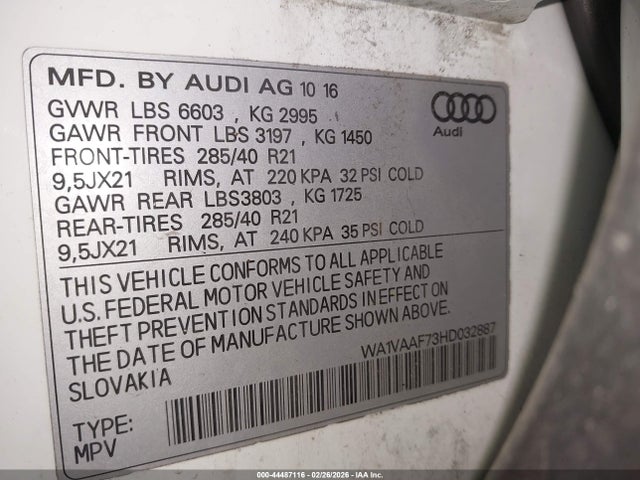 MFD. BY AUDI AG 10 16
GVWR LBS 6603 , KG 2995
GAWR FRONT LBS 3197 , KG 1450
FRONT-TIRES 285/40 R21
9,5JX21 RIMS, AT 220 KPA 32 PSI COLD
GAWR REAR LBS3803 , KG 1725
REAR-TIRES 285/40 R21
9,5JX21 RIMS, AT 240 KPA 35 PSI COLD
Audi
THIS VEHICLE CONFORMS TO ALL APPLICABLE
U.S. FEDERAL MOTOR VEHICLE SAFETY AND
THEFT PREVENTION STANDARDS IN EFFECT ON
THE DATE OF MANUFACTURE SHOWN ABOVE.
SLOVAKIA
WA1VAAF73HD032887
TYPE:
MPV
000-44487116 - 02/26/2026 - IAAI.COM